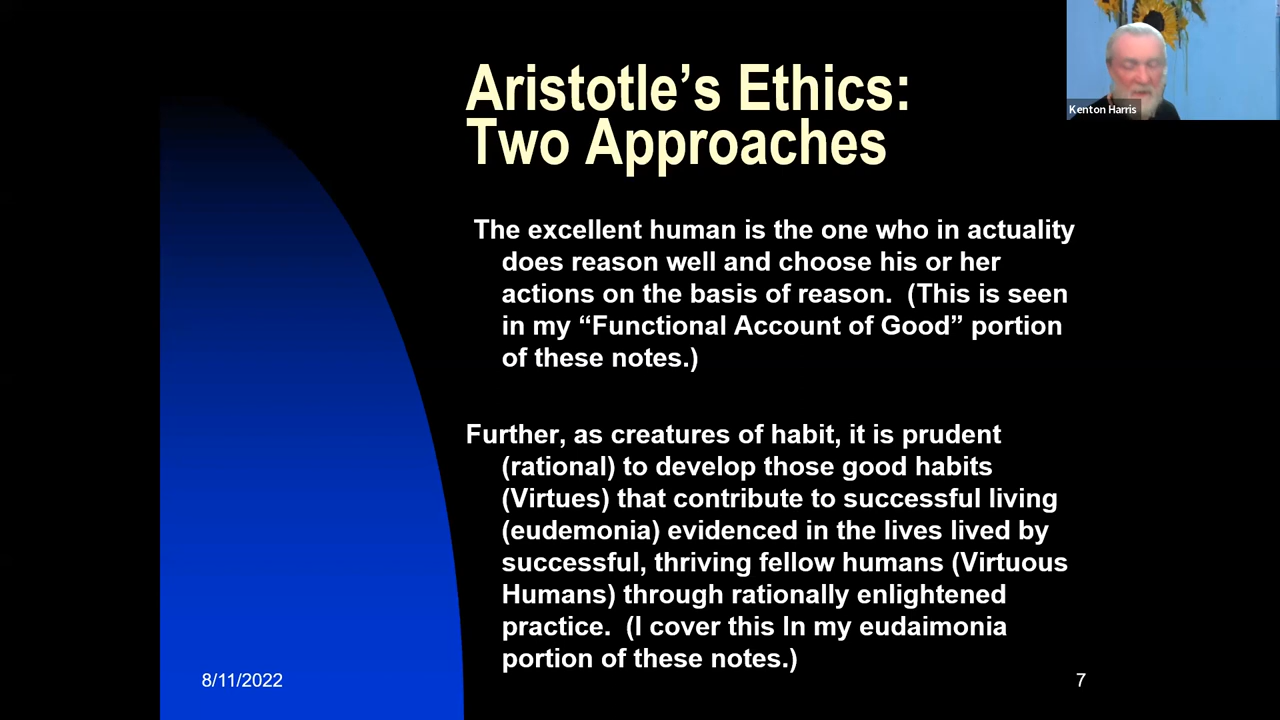 Aristotle’s Ethics:
Two Approaches
Kenton Harris
The excellent human is the one who in actuality
does reason well and choose his or her
actions on the basis of reason.  (This is seen
in my “Functional Account of Good” portion
of these notes.)
Further, as creatures of habit, it is prudent
(rational) to develop those good habits
(Virtues) that contribute to successful living
(eudemonia) evidenced in the lives lived by
successful, thriving fellow humans (Virtuous
Humans) through rationally enlightened
practice.  (I cover this In my eudaimonia
portion of these notes.)
8/11/2022
7